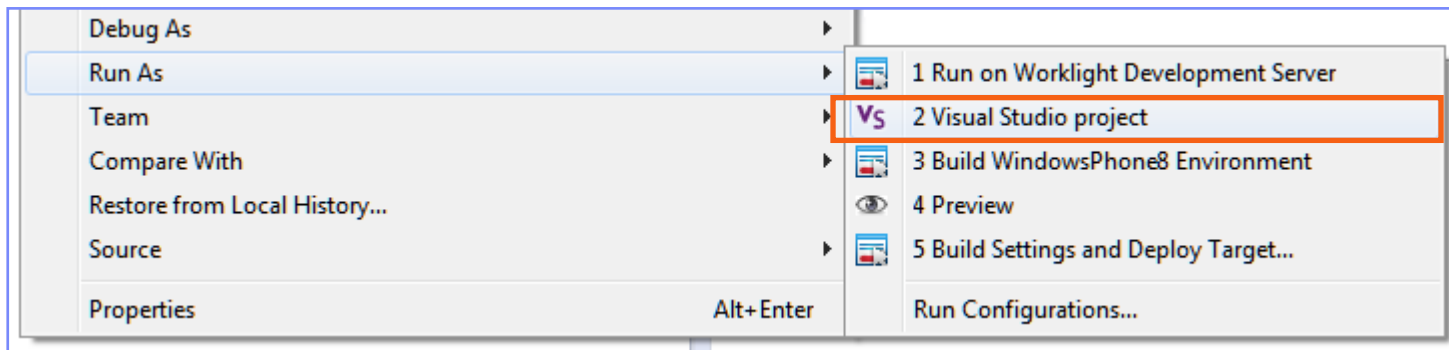 Debug As
Run As
Team
Compare With
Restore from Local History...
Source
Properties Alt+Enter
1 Run on Worklight Development Server
VS 2 Visual Studio project
3 Build WindowsPhone8 Environment
4 Preview
5 Build Settings and Deploy Target...
Run Configurations...